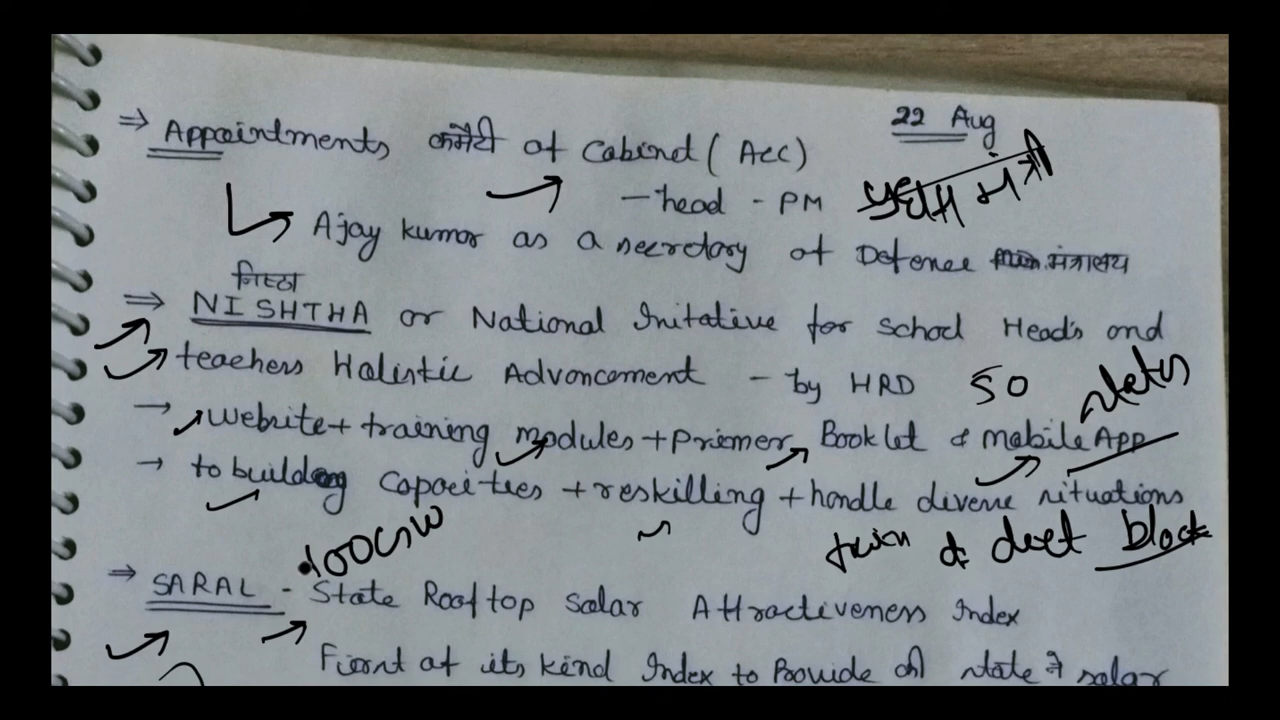 22 Aug
⇒ Appointments कमैटी of Cabinet (ACC)
— head - PM प्रधान मंत्री
Ajay kumar as a secretary of Defence मंत्रालय
निष्ठा
⇒ NISHTHA or National Initative for School Head's and
teachers Holistic Advancement - by HRD 50 states
→ website + training modules + Primer Booklet & mobile App
→ to building capacities + reskilling + handle diverse situations
100GW
& block
⇒ SARAL - State Rooftop Solar Attractiveness Index
First of its kind Index to Provide की state ने solar